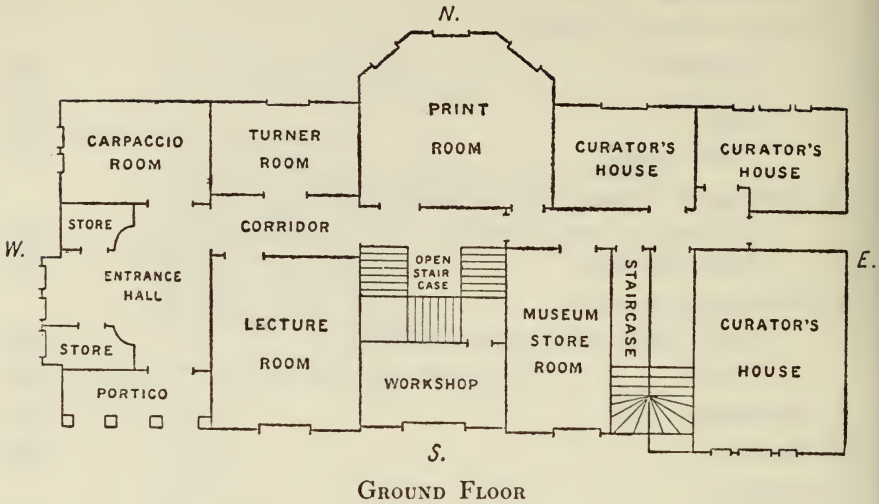 N.
CARPACCIO
ROOM
TURNER
ROOM
PRINT
ROOM
CURATOR'S
HOUSE
CURATOR'S
HOUSE
STORE
CORRIDOR
W.
ENTRANCE
HALL
OPEN
STAIR
CASE
STAIRCASE
E.
STORE
LECTURE
ROOM
MUSEUM
STORE
ROOM
CURATOR'S
HOUSE
PORTICO
WORKSHOP
S.
GROUND FLOOR